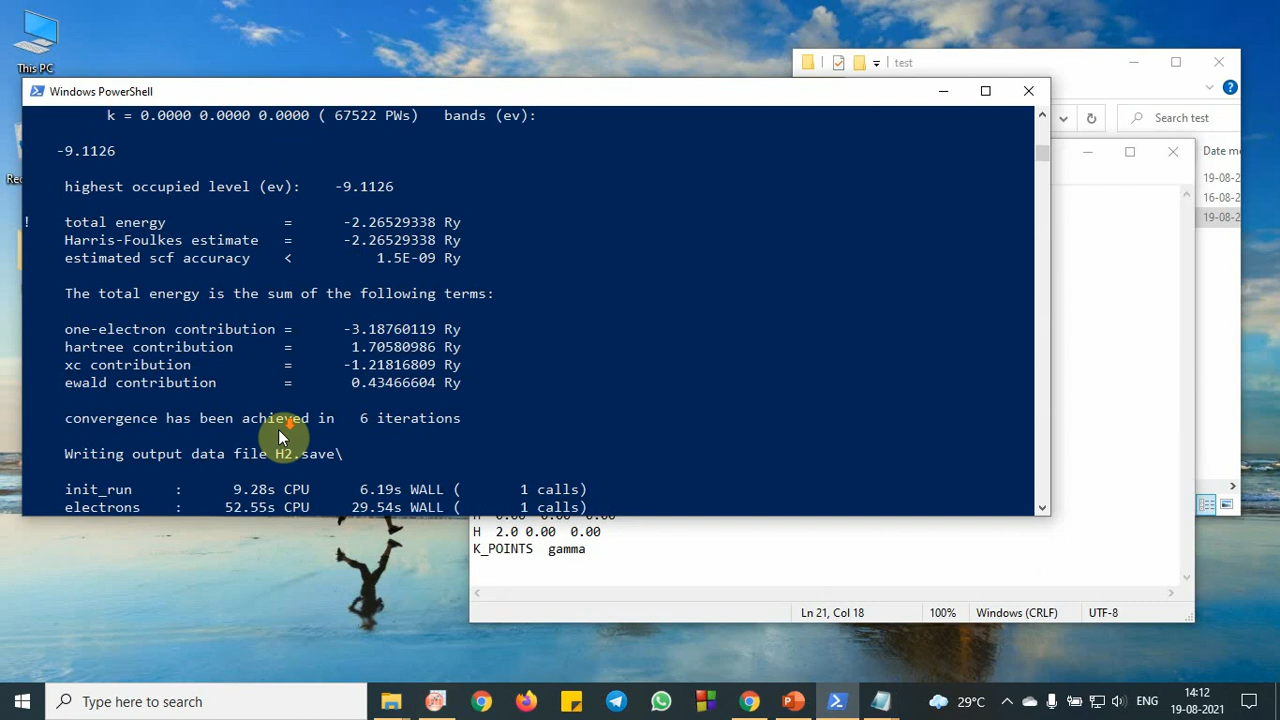 This PC
test
Windows PowerShell
Search test
k = 0.0000 0.0000 0.0000 ( 67522 PWs)   bands (ev):
-9.1126
highest occupied level (ev):    -9.1126
!    total energy              =      -2.26529338 Ry
Harris-Foulkes estimate   =      -2.26529338 Ry
estimated scf accuracy    <          1.5E-09 Ry
The total energy is the sum of the following terms:
one-electron contribution =      -3.18760119 Ry
hartree contribution      =       1.70580986 Ry
xc contribution           =      -1.21816809 Ry
ewald contribution        =       0.43466604 Ry
convergence has been achieved in   6 iterations
Writing output data file H2.save\
init_run     :      9.28s CPU      6.19s WALL (       1 calls)
electrons    :     52.55s CPU     29.54s WALL (       1 calls)
Date m
19-08-2
16-08-2
19-08-2
H  0.00  0.00  0.00
H  2.0 0.00  0.00
K_POINTS  gamma
Ln 21, Col 18
100%
Windows (CRLF)
UTF-8
Type here to search
29°C
ENG
14:12
19-08-2021